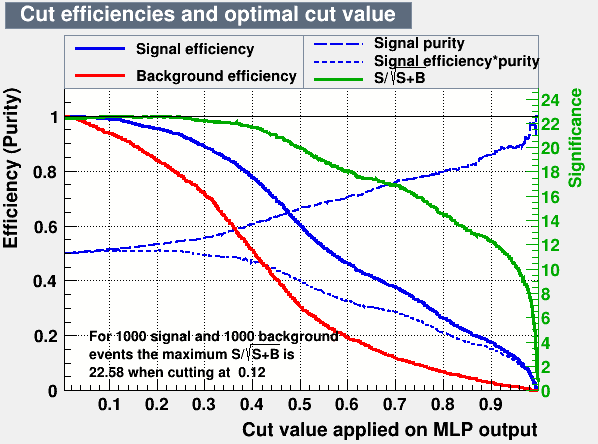 Cut efficiencies and optimal cut value
Signal efficiency
Background efficiency
Signal purity
Signal efficiency*purity
S/√S+B
Efficiency (Purity)
1
0.8
0.6
0.4
0.2
0
24
22
20
18
16
14
12
10
8
6
4
2
0
Significance
For 1000 signal and 1000 background
events the maximum S/√S+B is
22.58 when cutting at 0.12
0.1 0.2 0.3 0.4 0.5 0.6 0.7 0.8 0.9
Cut value applied on MLP output